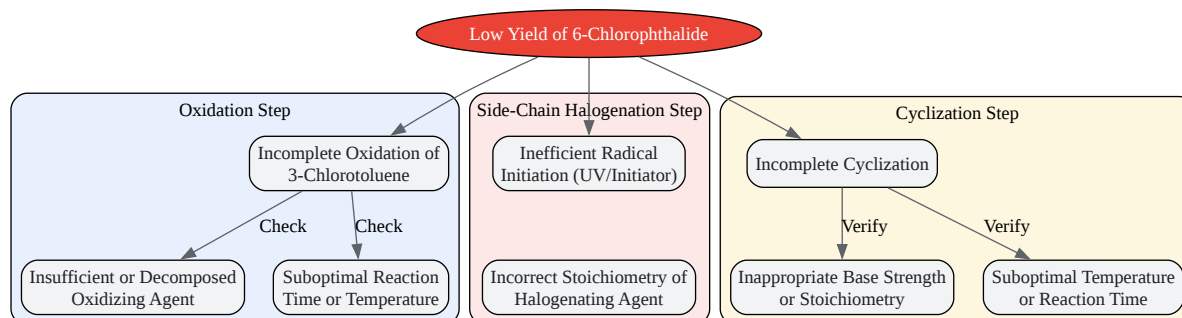 Low Yield of 6-Chlorophthalide
Oxidation Step
Side-Chain Halogenation Step
Cyclization Step
Incomplete Oxidation of
3-Chlorotoluene
Inefficient Radical
Initiation (UV/Initiator)
Incomplete Cyclization
Check
Check
Verify
Verify
Insufficient or Decomposed
Oxidizing Agent
Suboptimal Reaction
Time or Temperature
Incorrect Stoichiometry of
Halogenating Agent
Inappropriate Base Strength
or Stoichiometry
Suboptimal Temperature
or Reaction Time